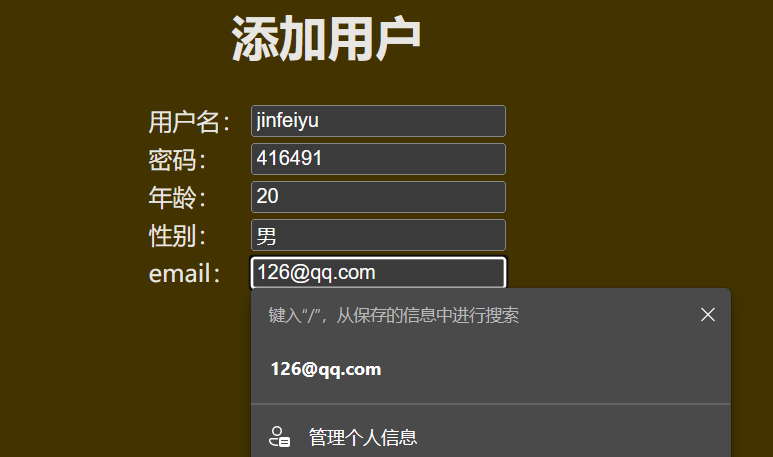 添加用户
用户名： jinfeiyu
密码： 416491
年龄： 20
性别： 男
email： 126@qq.com
键入“/”，从保存的信息中进行搜索
126@qq.com
管理个人信息